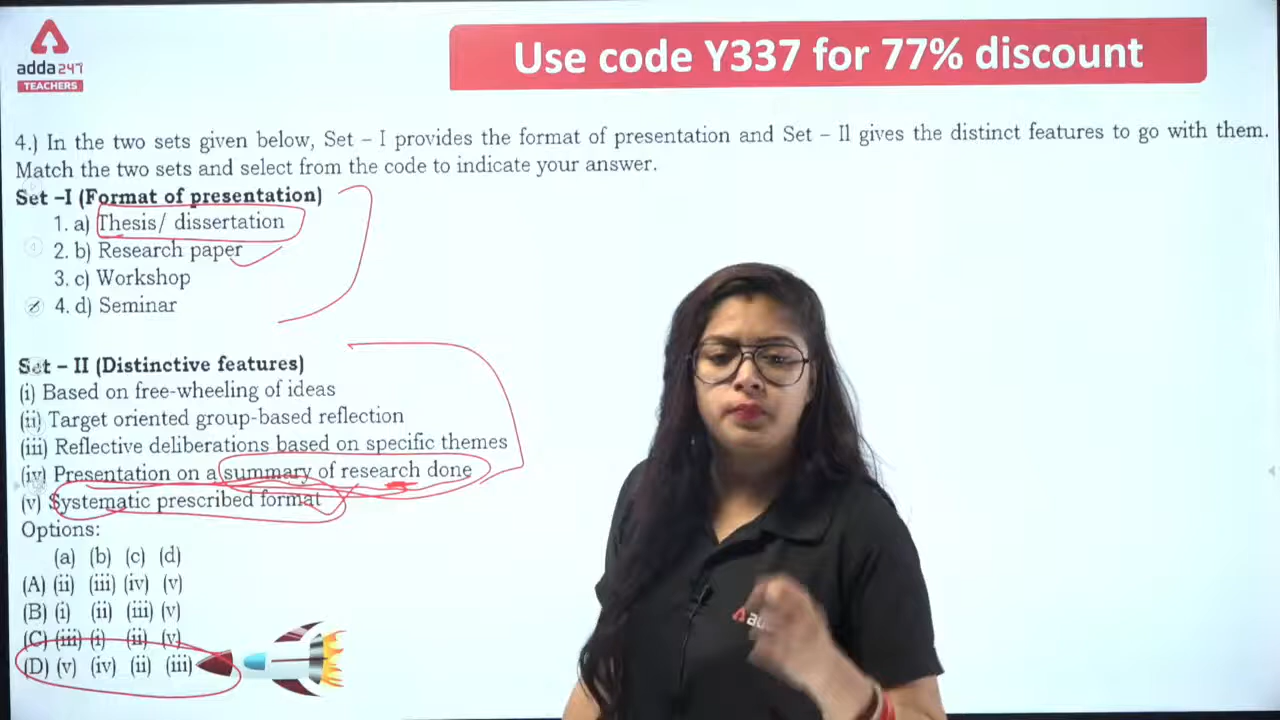 adda247
TEACHERS
Use code Y337 for 77% discount
4.) In the two sets given below, Set – I provides the format of presentation and Set – II gives the distinct features to go with them.
Match the two sets and select from the code to indicate your answer.
Set –I (Format of presentation)
1. a) Thesis/ dissertation
2. b) Research paper
3. c) Workshop
4. d) Seminar
Set – II (Distinctive features)
(i) Based on free-wheeling of ideas
(ii) Target oriented group-based reflection
(iii) Reflective deliberations based on specific themes
(iv) Presentation on a summary of research done
(v) Systematic prescribed format
Options:
(a) (b) (c) (d)
(A) (ii) (iii) (iv) (v)
(B) (i) (ii) (iii) (v)
(C) (iii) (i) (ii) (v)
(D) (v) (iv) (ii) (iii)